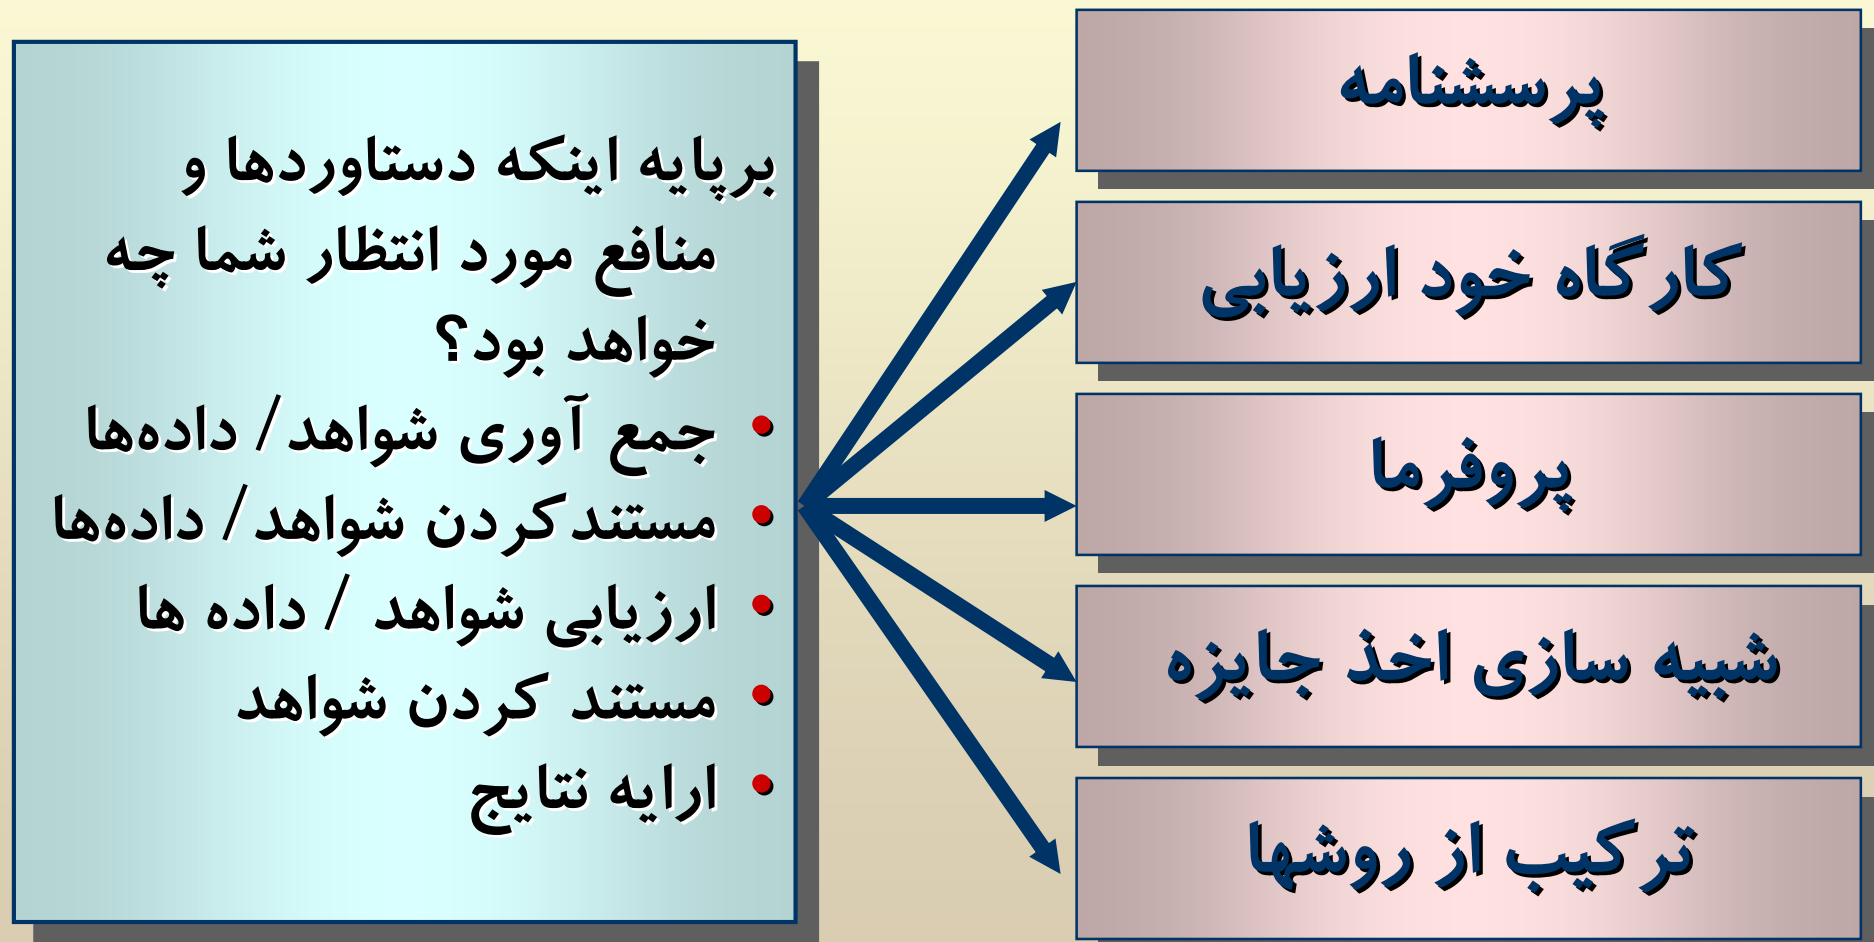 برپایه اینکه دستاوردها و
منافع مورد انتظار شما چه
خواهد بود؟
• جمع آوری شواهد/ داده‌ها
• مستندکردن شواهد/ داده‌ها
• ارزیابی شواهد / داده ها
• مستند کردن شواهد
• ارایه نتایج
پرسشنامه
کارگاه خود ارزیابی
پروفرما
شبیه سازی اخذ جایزه
ترکیب از روشها